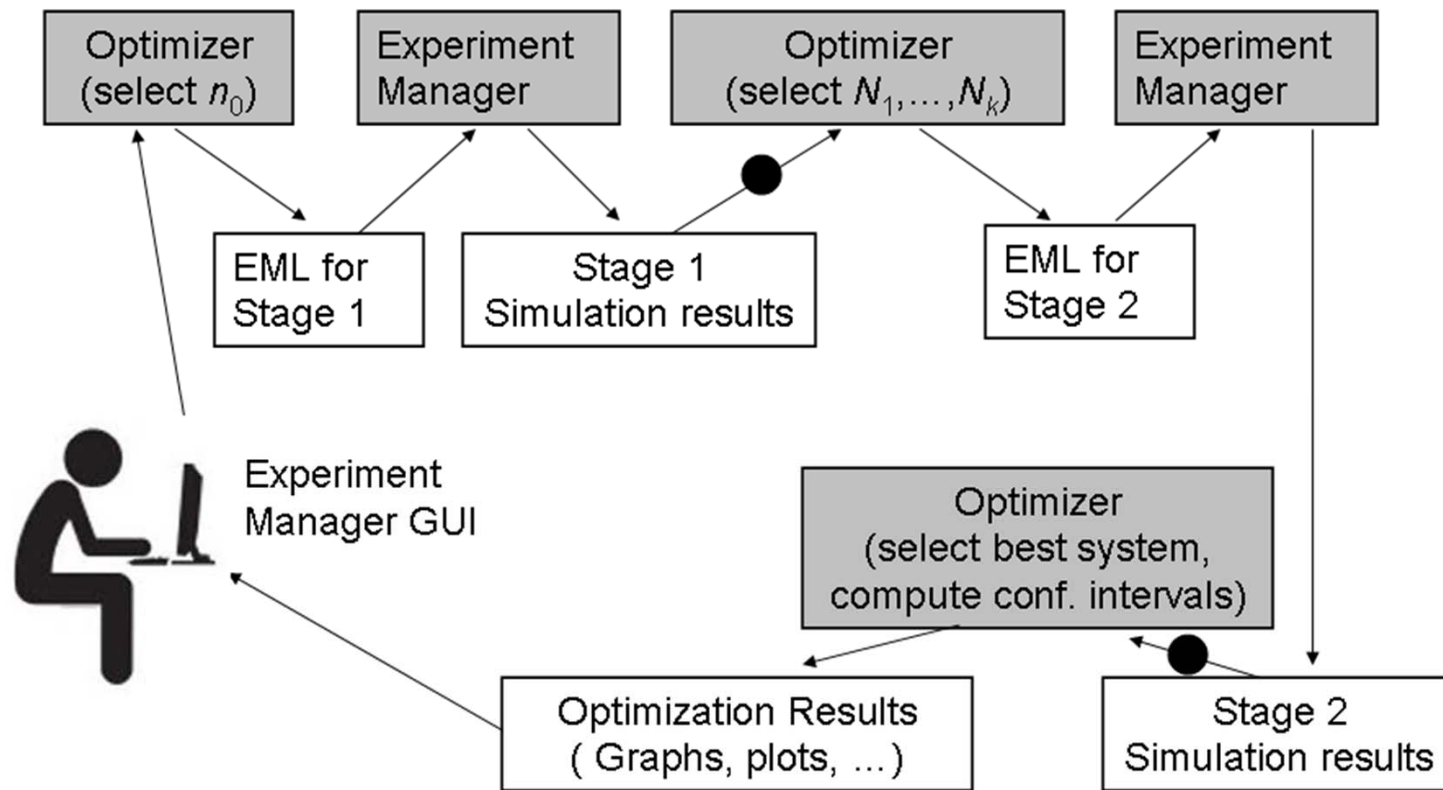 Optimizer
(select n₀)
Experiment
Manager
Optimizer
(select N₁,...,Nₖ)
Experiment
Manager
EML for
Stage 1
Stage 1
Simulation results
EML for
Stage 2
Experiment
Manager GUI
Optimizer
(select best system,
compute conf. intervals)
Optimization Results
( Graphs, plots, ...)
Stage 2
Simulation results